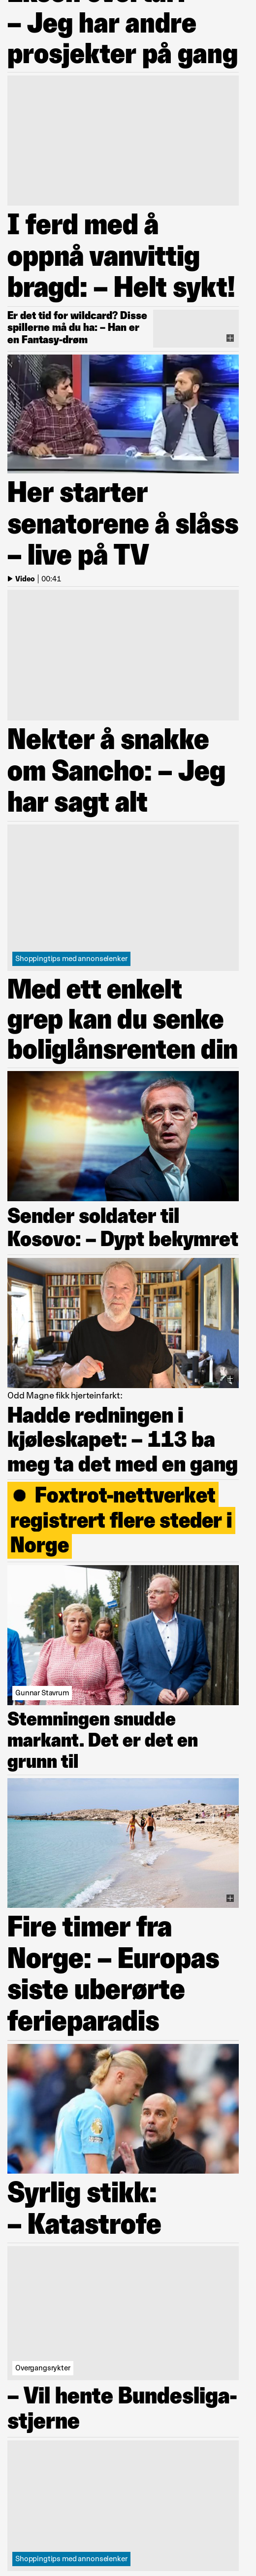 – Jeg har andre
prosjekter på gang
I ferd med å
oppnå vanvittig
bragd: – Helt sykt!
Er det tid for wildcard? Disse
spillerne må du ha: – Han er
en Fantasy-drøm
Her starter
senatorene å slåss
– live på TV
Video | 00:41
Nekter å snakke
om Sancho: – Jeg
har sagt alt
Shoppingtips med annonselenker
Med ett enkelt
grep kan du senke
boliglånsrenten din
Sender soldater til
Kosovo: – Dypt bekymret
Odd Magne fikk hjerteinfarkt:
Hadde redningen i
kjøleskapet: – 113 ba
meg ta det med en gang
Foxtrot-nettverket
registrert flere steder i
Norge
Gunnar Stavrum
Stemningen snudde
markant. Det er det en
grunn til
Fire timer fra
Norge: – Europas
siste uberørte
ferieparadis
Syrlig stikk:
– Katastrofe
Overgangsrykter
– Vil hente Bundesliga-
stjerne
Shoppingtips med annonselenker